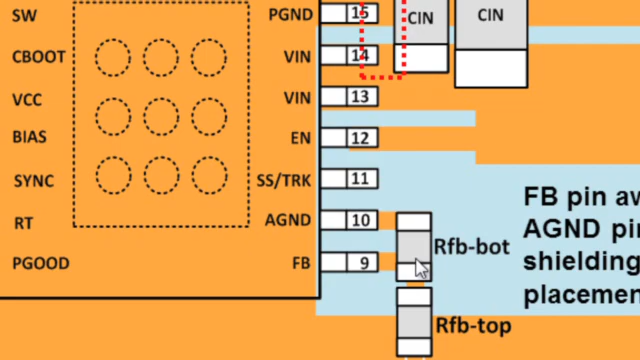 SW
CBOOT
VCC
BIAS
SYNC
RT
PGOOD
PGND 15
VIN 14
VIN 13
EN 12
SS/TRK 11
AGND 10
FB 9
CIN
CIN
Rfb-bot
Rfb-top
FB pin aw
AGND pin
shielding
placemen